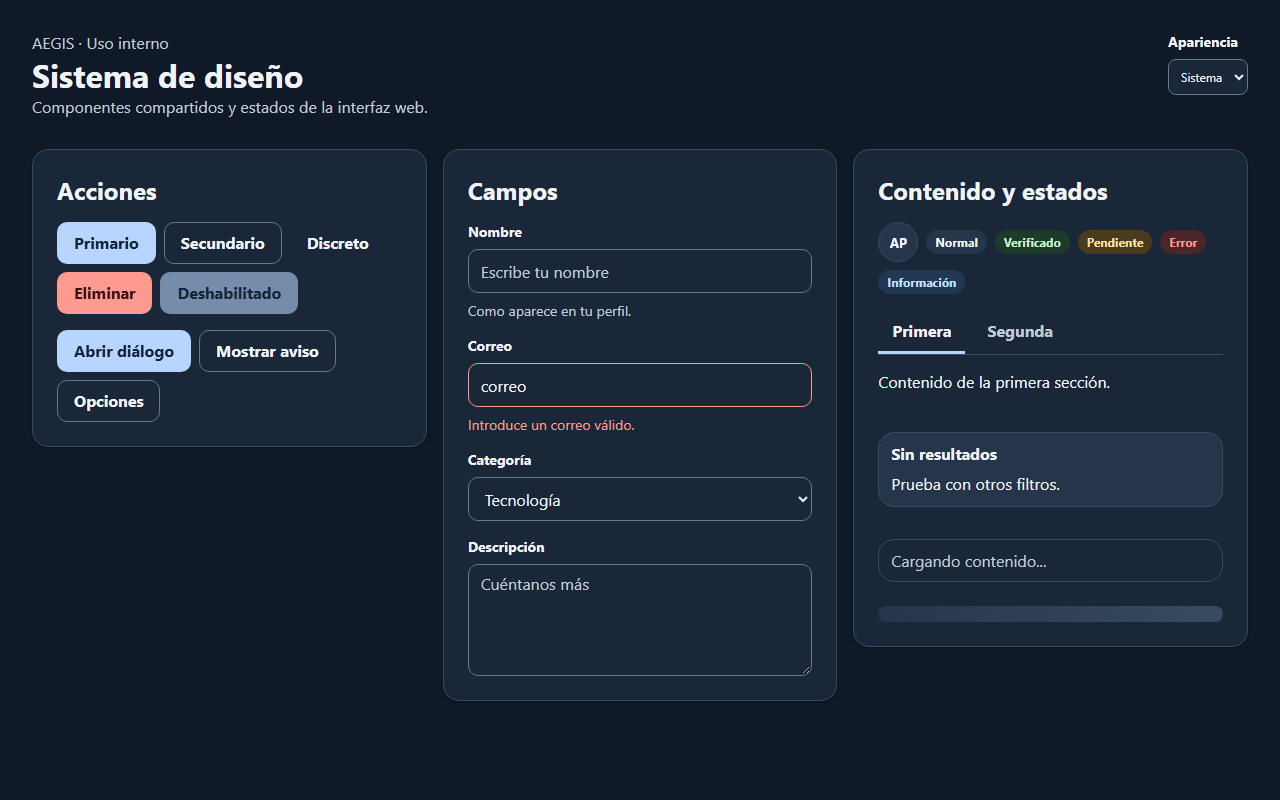 AEGIS · Uso interno
Sistema de diseño
Componentes compartidos y estados de la interfaz web.
Apariencia
Sistema
Acciones
Primario
Secundario
Discreto
Eliminar
Deshabilitado
Abrir diálogo
Mostrar aviso
Opciones
Campos
Nombre
Escribe tu nombre
Como aparece en tu perfil.
Correo
correo
Introduce un correo válido.
Categoría
Tecnología
Descripción
Cuéntanos más
Contenido y estados
AP
Normal
Verificado
Pendiente
Error
Información
Primera
Segunda
Contenido de la primera sección.
Sin resultados
Prueba con otros filtros.
Cargando contenido...